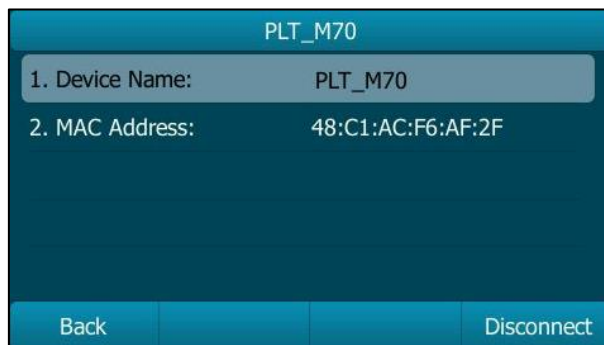 PLT_M70
1. Device Name: PLT_M70
2. MAC Address: 48:C1:AC:F6:AF:2F
Back Disconnect